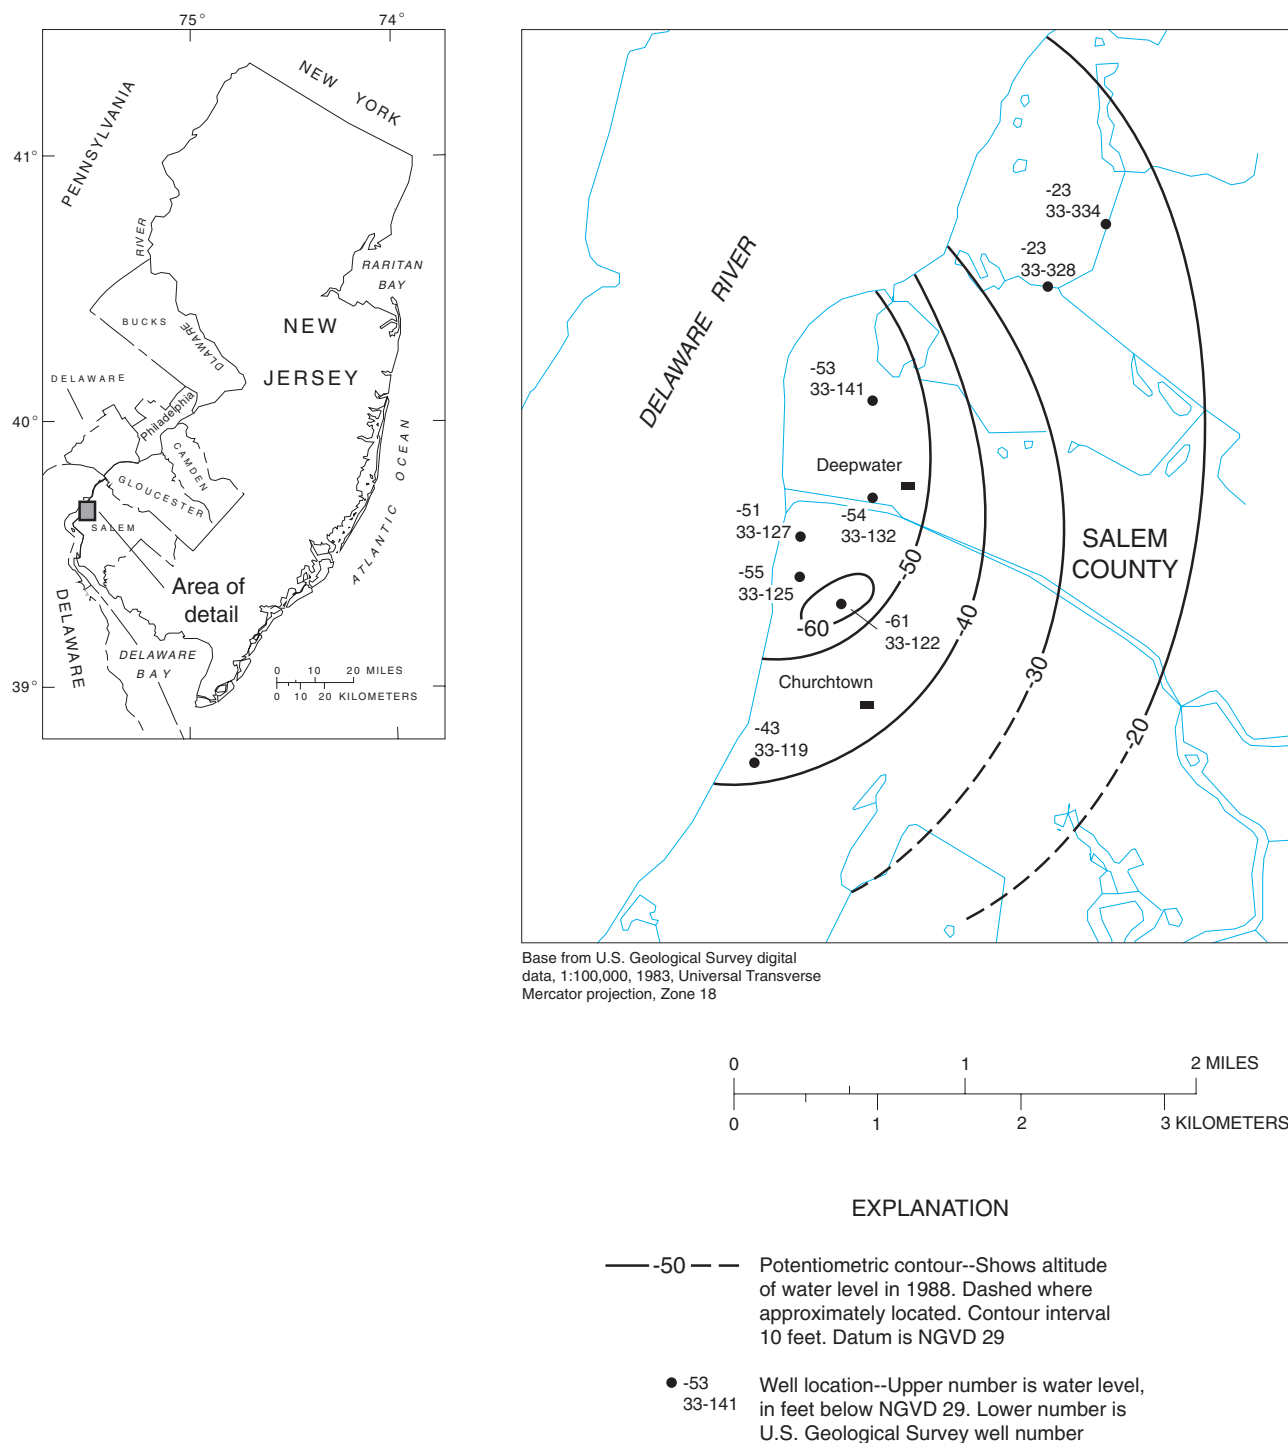 75°
74°
41°
40°
39°
PENNSYLVANIA
NEW YORK
RIVER
RARITAN
BAY
BUCKS
DLAWARE
NEW
JERSEY
DELAWARE
Philadelphia
CAMDEN
GLOUCESTER
SALEM
ATLANTIC OCEAN
Area of
detail
DELAWARE
DELAWARE
BAY
0 10 20 MILES
0 10 20 KILOMETERS
DELAWARE RIVER
-23
33-334
-23
33-328
-53
33-141
Deepwater
-51
33-127
-54
33-132
-55
33-125
-61
33-122
-60
-50
-40
-30
-20
SALEM
COUNTY
Churchtown
-43
33-119
Base from U.S. Geological Survey digital
data, 1:100,000, 1983, Universal Transverse
Mercator projection, Zone 18
0 1 2 MILES
0 1 2 3 KILOMETERS
EXPLANATION
-50
Potentiometric contour--Shows altitude
of water level in 1988. Dashed where
approximately located. Contour interval
10 feet. Datum is NGVD 29
-53
33-141
Well location--Upper number is water level,
in feet below NGVD 29. Lower number is
U.S. Geological Survey well number